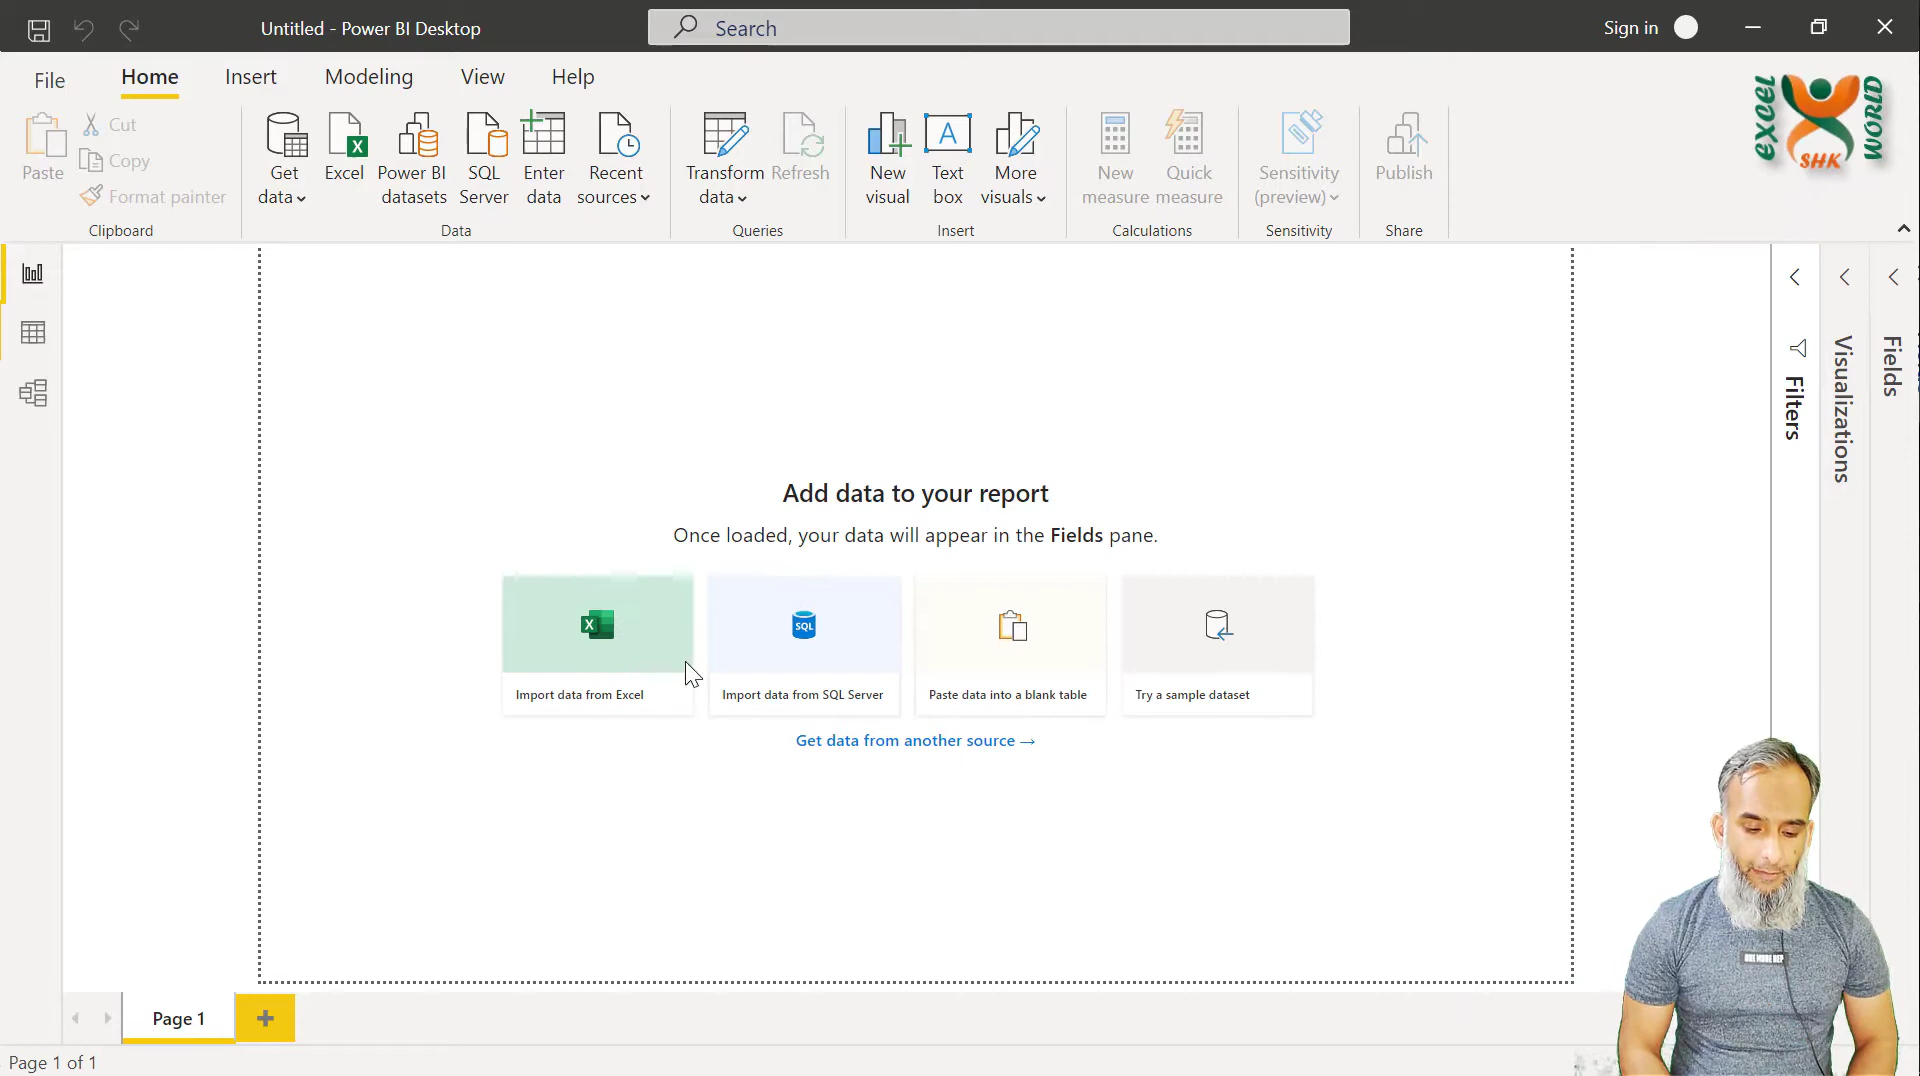 Untitled - Power BI Desktop
Search
Sign in
File
Home
Insert
Modeling
View
Help
Paste
Cut
Copy
Format painter
Clipboard
Get data
Excel
Power BI datasets
SQL Server
Enter data
Recent sources
Data
Transform data
Refresh
Queries
New visual
Text box
More visuals
Insert
New measure
Quick measure
Calculations
Sensitivity (preview)
Sensitivity
Publish
Share
excel
SHK
world
Filters
Visualizations
Fields
Add data to your report
Once loaded, your data will appear in the Fields pane.
X
SQL
Import data from Excel
Import data from SQL Server
Paste data into a blank table
Try a sample dataset
Get data from another source →
ONE MORE REP
Page 1
Page 1 of 1